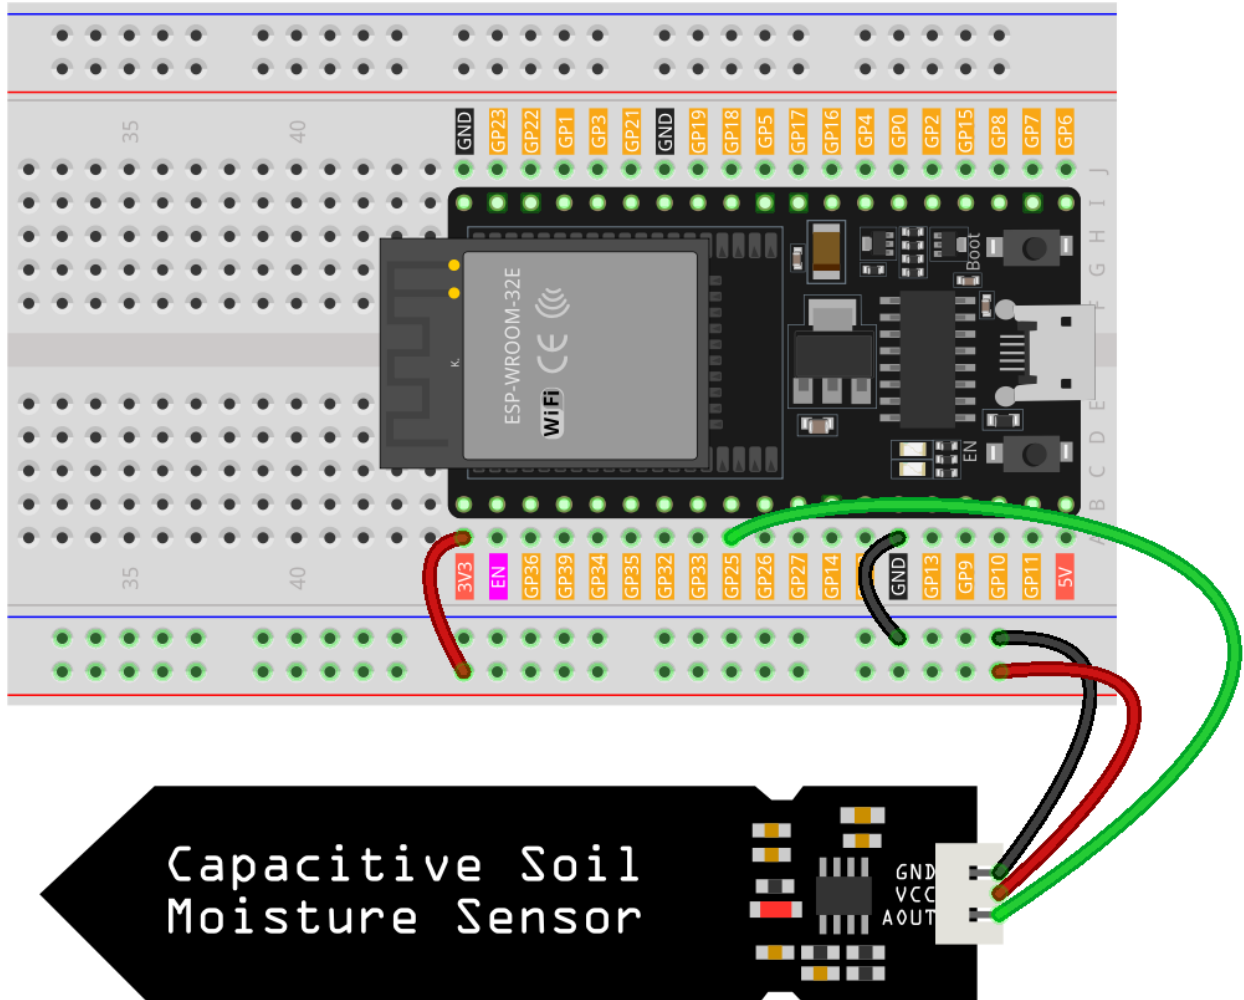 35 40
GND GP23 GP22 GP1 GP3 GP21 GND GP19 GP18 GP5 GP17 GP16 GP4 GP0 GP2 GP15 GP8 GP7 GP6
J
I
H
G
F
Boot
ESP-WROOM-32E
CE
WiFi
K.
E
D
C
B
A
EN
3V3 EN GP36 GP39 GP34 GP35 GP32 GP33 GP25 GP26 GP27 GP14 GND GP13 GP9 GP10 GP11 5V
35 40
Capacitive Soil
Moisture Sensor
GND
VCC
AOUT